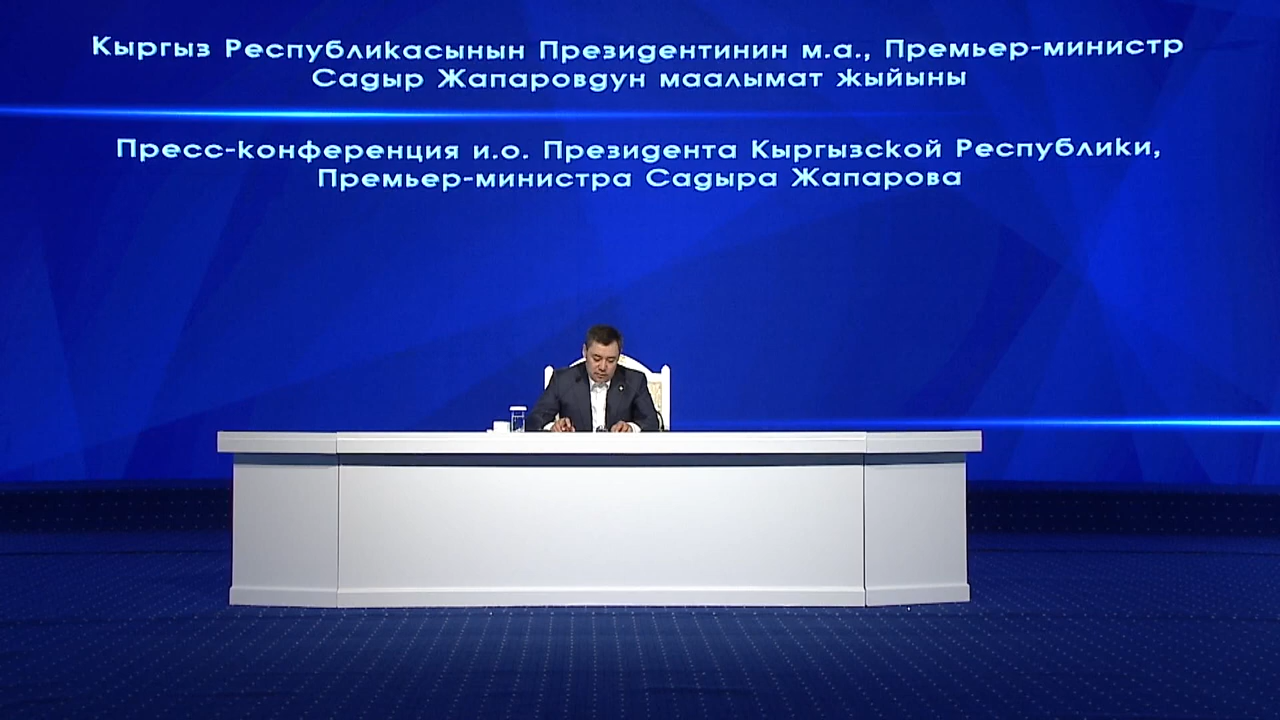 Кыргыз Республикасынын Президентинин м.а., Премьер-министр
Садыр Жапаровдун маалымат жыйыны
Пресс-конференция и.о. Президента Кыргызской Республики,
Премьер-министра Садыра Жапарова